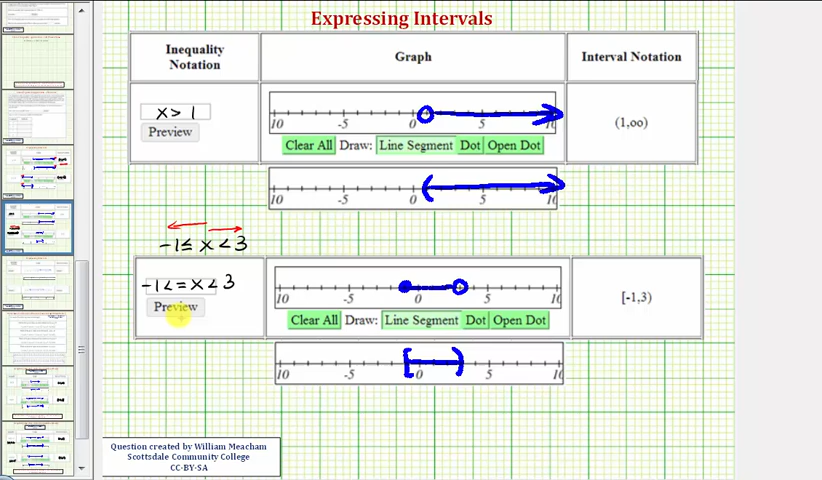 Expressing Intervals
Inequality Notation
Graph
Interval Notation
x > 1
Preview
10 -5 0 5 10
(1,oo)
Clear All Draw: Line Segment Dot Open Dot
10 -5 0 5 10
-1 ≤ x < 3
-1 < = x < 3
Preview
10 -5 0 5 10
[-1,3)
Clear All Draw: Line Segment Dot Open Dot
10 -5 0 5 10
Question created by William Meacham
Scottsdale Community College
CC-BY-SA